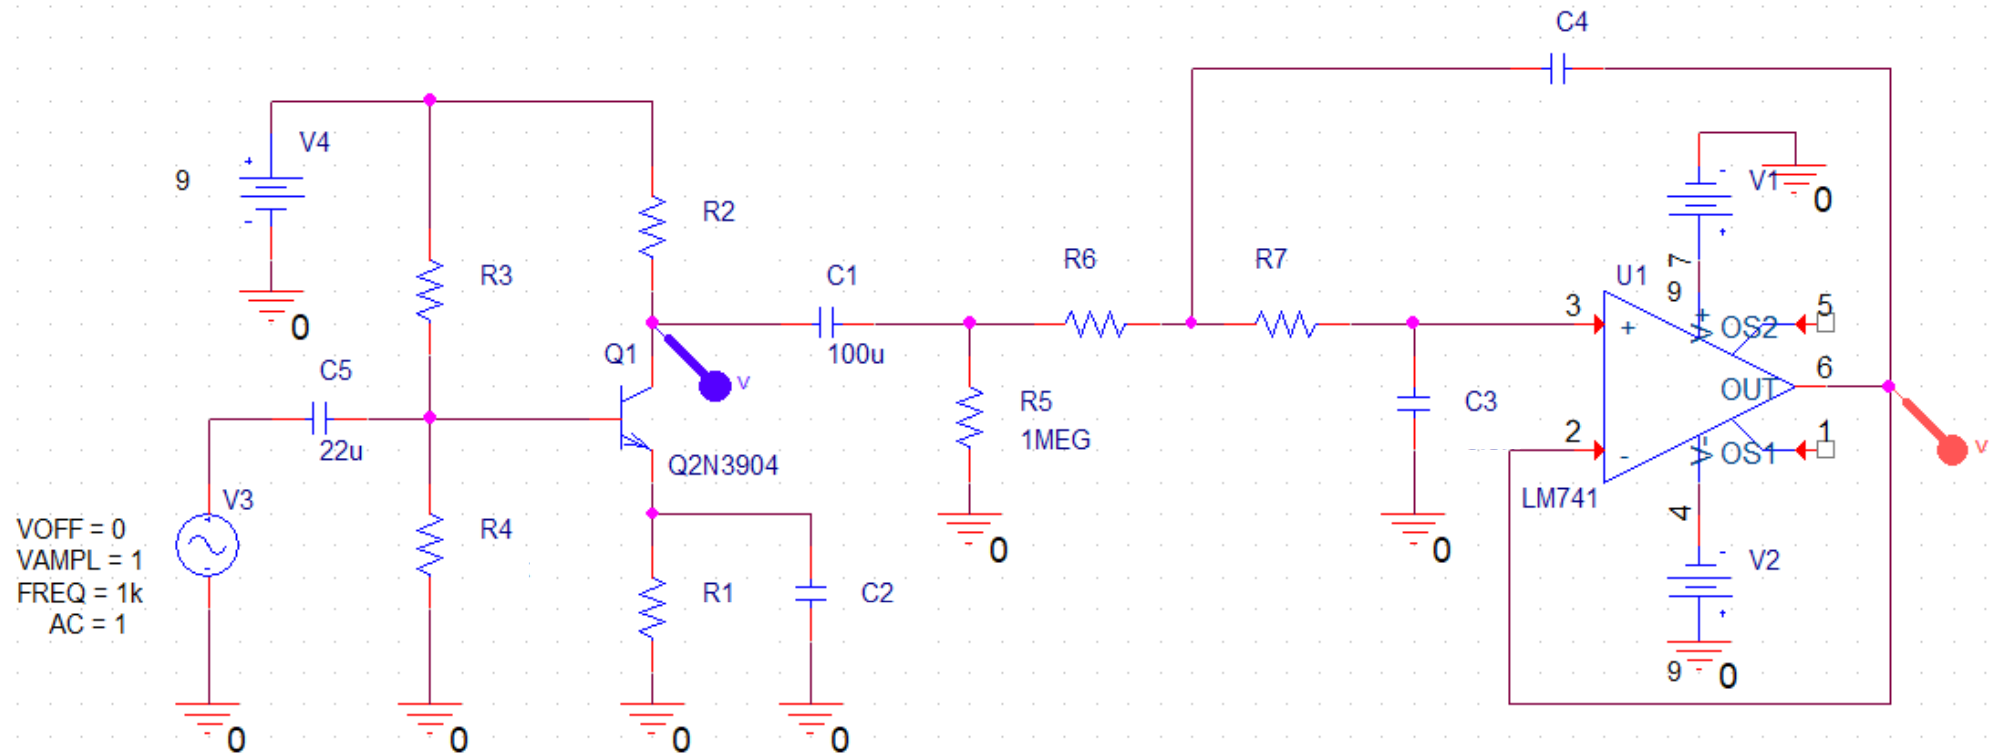 C4
V4
+
9
-
0
R3
R2
C1
100u
Q1
Q2N3904
V
C5
22u
V3
VOFF = 0
VAMPL = 1
FREQ = 1k
AC = 1
0
R4
0
R1
0
C2
0
R5
1MEG
0
R6
R7
C3
0
U1
3
+
2
-
LM741
7
9
V+
OS2
5
OUT
6
V-
OS1
1
4
-
V1
+
0
-
V2
+
9
0
V